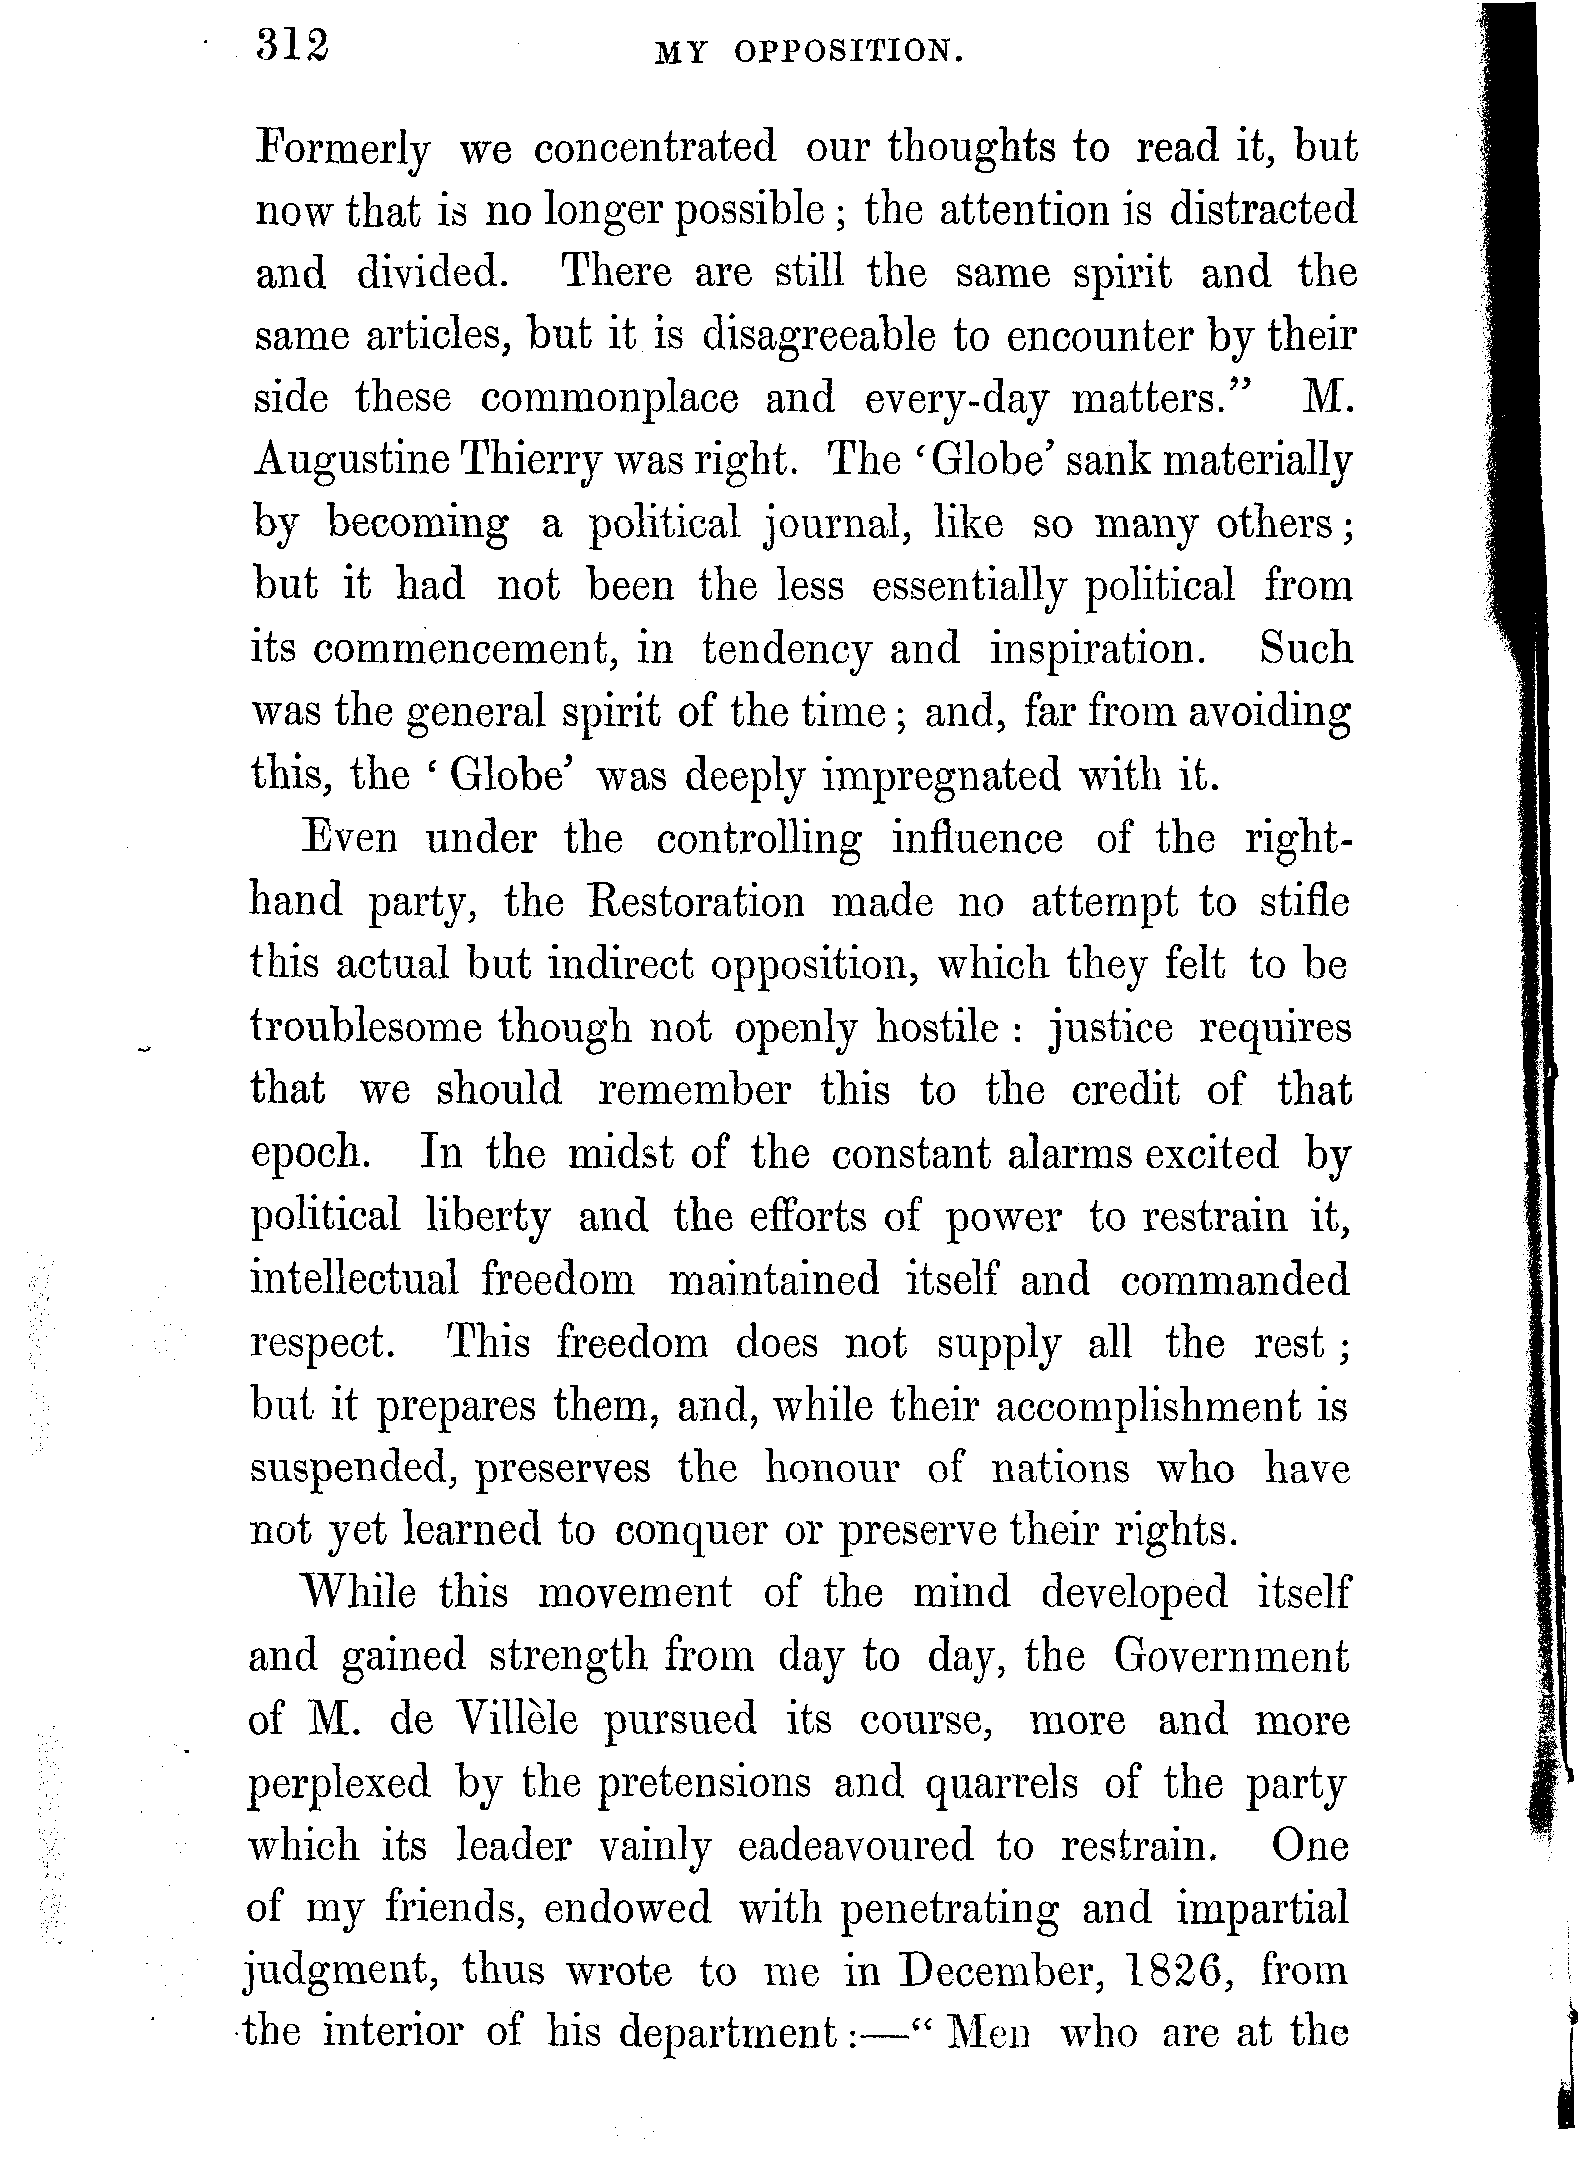 312 MY OPPOSITION.
Formerly we concentrated our thoughts to read it, but
now that is no longer possible; the attention is distracted
and divided. There are still the same spirit and the
same articles, but it is disagreeable to encounter by their
side these commonplace and every-day matters.” M.
Augustine Thierry was right. The ‘Globe’ sank materially
by becoming a political journal, like so many others;
but it had not been the less essentially political from
its commencement, in tendency and inspiration. Such
was the general spirit of the time; and, far from avoiding
this, the ‘Globe’ was deeply impregnated with it.
Even under the controlling influence of the right-
hand party, the Restoration made no attempt to stifle
this actual but indirect opposition, which they felt to be
troublesome though not openly hostile: justice requires
that we should remember this to the credit of that
epoch. In the midst of the constant alarms excited by
political liberty and the efforts of power to restrain it,
intellectual freedom maintained itself and commanded
respect. This freedom does not supply all the rest;
but it prepares them, and, while their accomplishment is
suspended, preserves the honour of nations who have
not yet learned to conquer or preserve their rights.
While this movement of the mind developed itself
and gained strength from day to day, the Government
of M. de Villèle pursued its course, more and more
perplexed by the pretensions and quarrels of the party
which its leader vainly eadeavoured to restrain. One
of my friends, endowed with penetrating and impartial
judgment, thus wrote to me in December, 1826, from
the interior of his department:—“Men who are at the